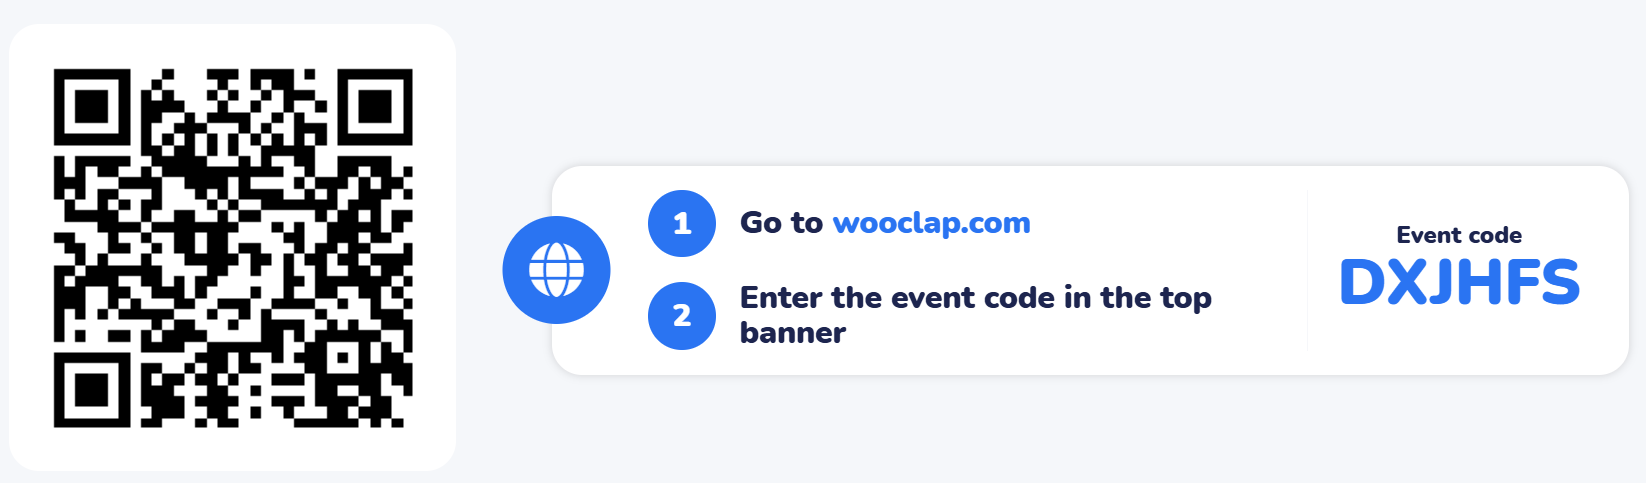 1 Go to wooclap.com
2 Enter the event code in the top
banner
Event code
DXJHFS